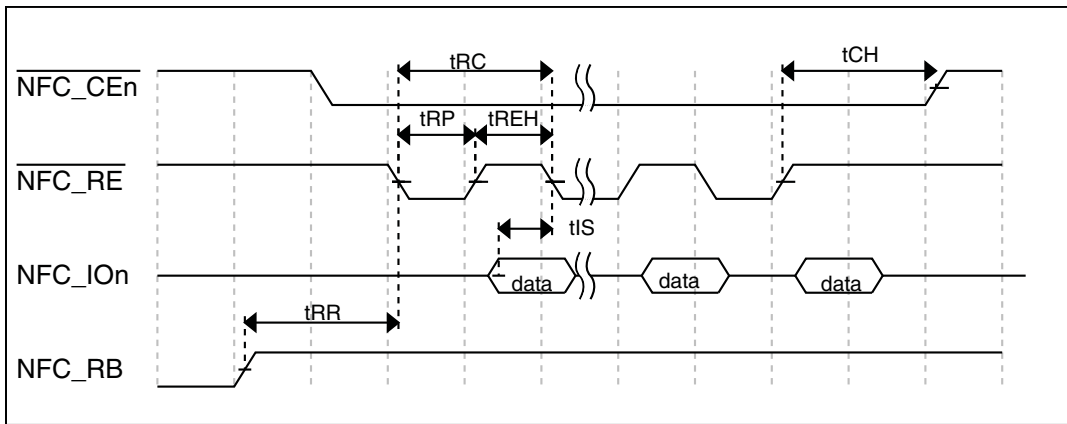 tRC
tCH
NFC_CEn
tRP
tREH
NFC_RE
tIS
NFC_IOn
data
data
data
tRR
NFC_RB